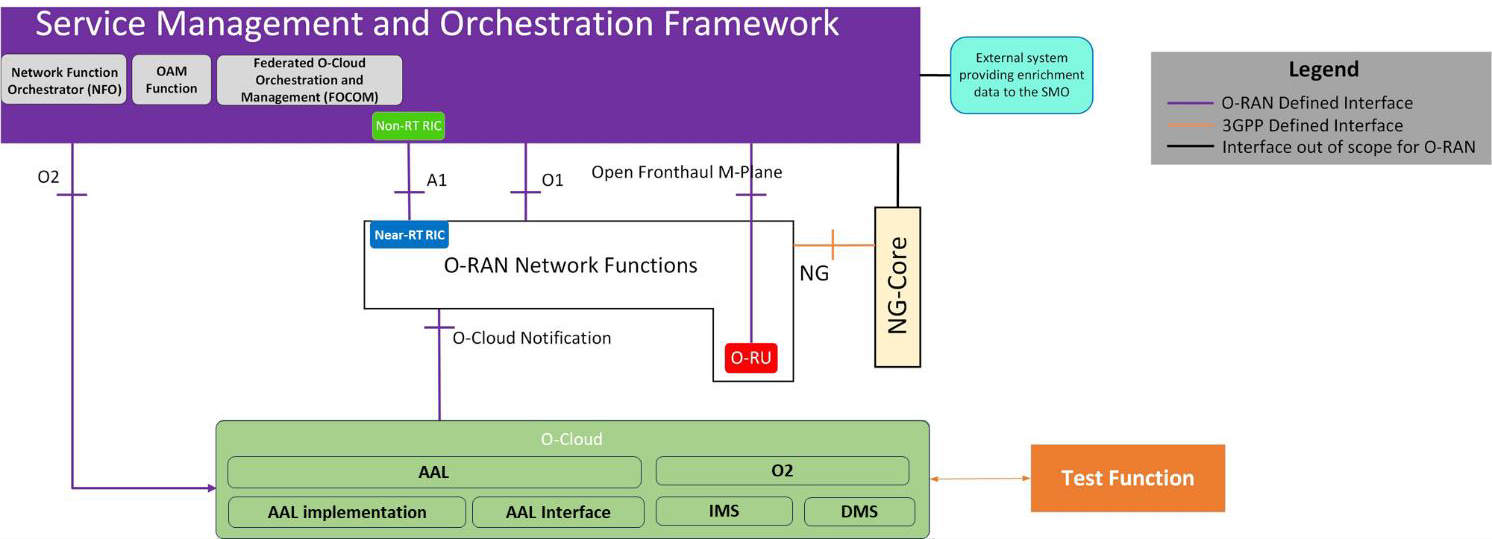 Service Management and Orchestration Framework
Network Function
Orchestrator (NFO)
OAM
Function
Federated O-Cloud
Orchestration and
Management (FOCOM)
Non-RT RIC
External system
providing enrichment
data to the SMO
Legend
O-RAN Defined Interface
3GPP Defined Interface
Interface out of scope for O-RAN
O2
A1
O1
Open Fronthaul M-Plane
Near-RT RIC
O-RAN Network Functions
NG
NG-Core
O-Cloud Notification
O-RU
O-Cloud
AAL
O2
AAL implementation
AAL Interface
IMS
DMS
Test Function